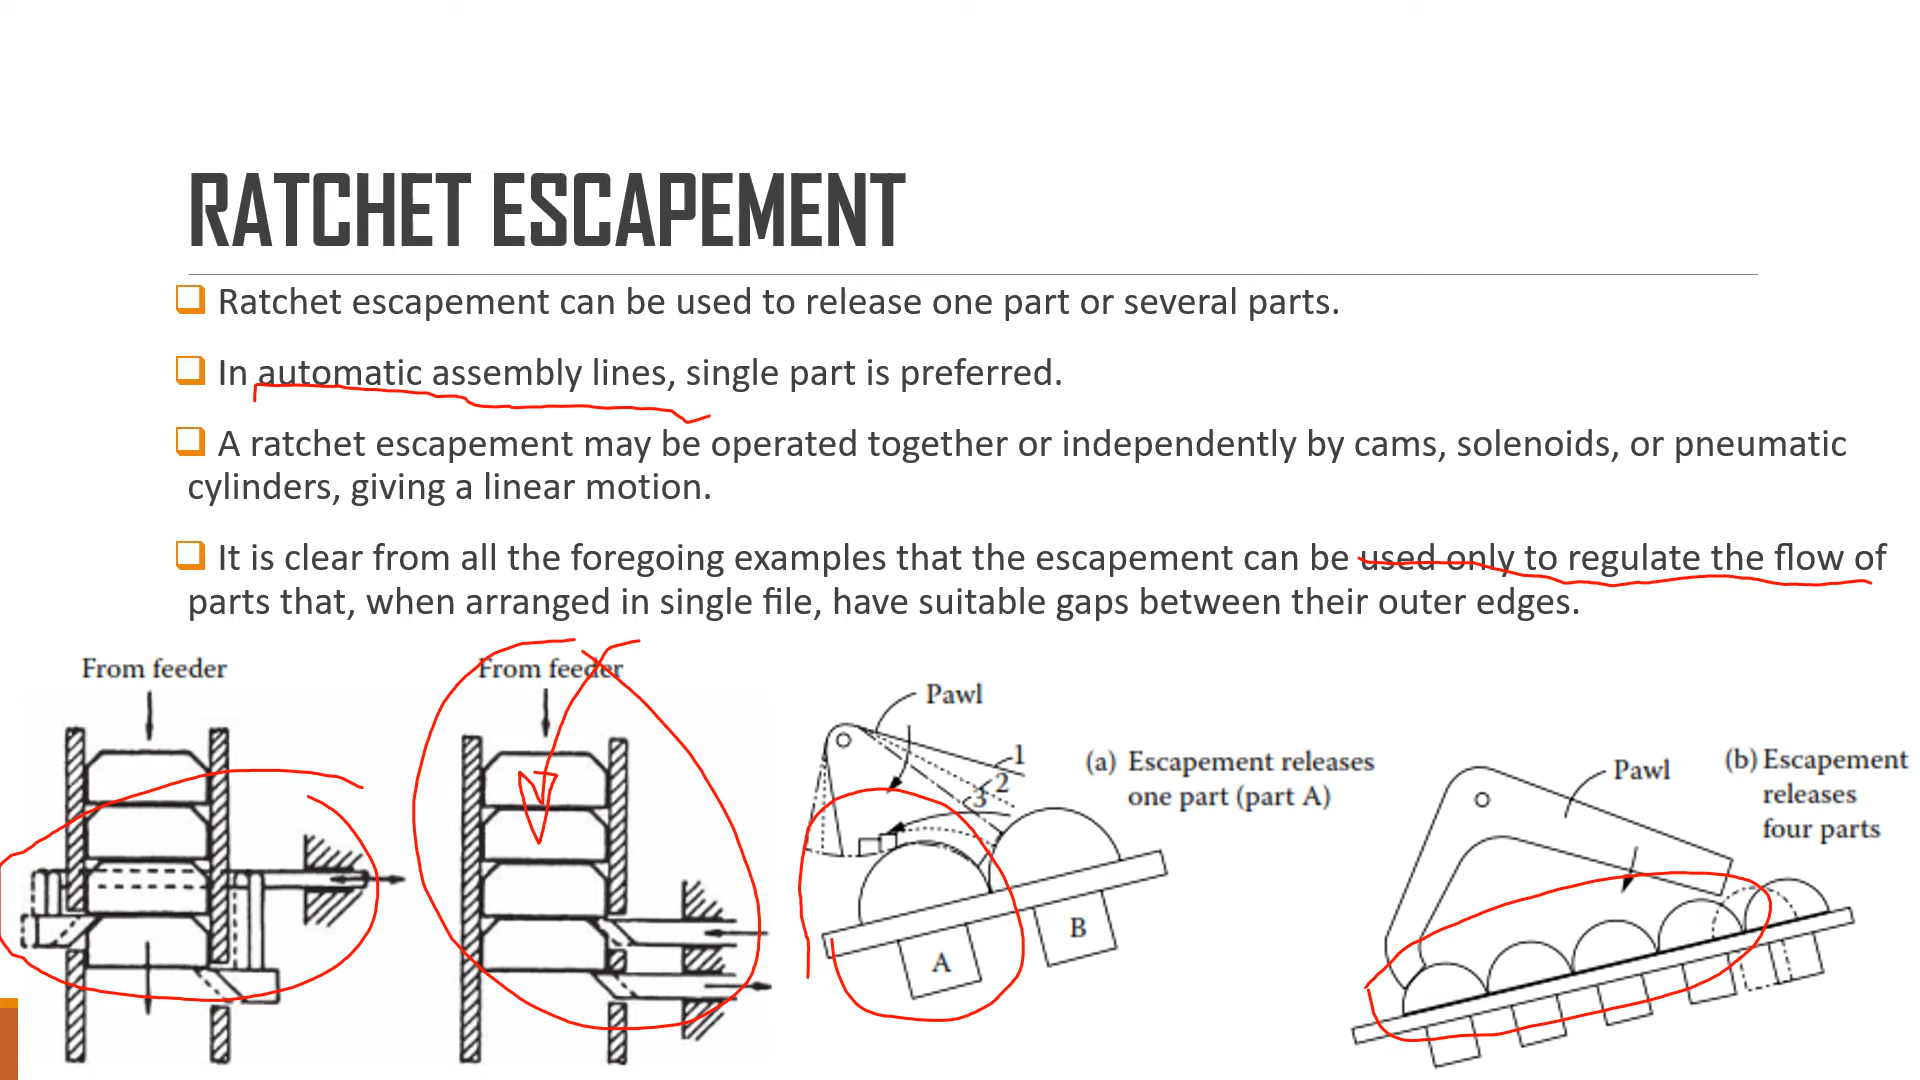 RATCHET ESCAPEMENT
Ratchet escapement can be used to release one part or several parts.
In automatic assembly lines, single part is preferred.
A ratchet escapement may be operated together or independently by cams, solenoids, or pneumatic
cylinders, giving a linear motion.
It is clear from all the foregoing examples that the escapement can be used only to regulate the flow of
parts that, when arranged in single file, have suitable gaps between their outer edges.
From feeder
From feeder
Pawl
1
2
3
(a) Escapement releases
one part (part A)
A
B
Pawl
(b) Escapement
releases
four parts